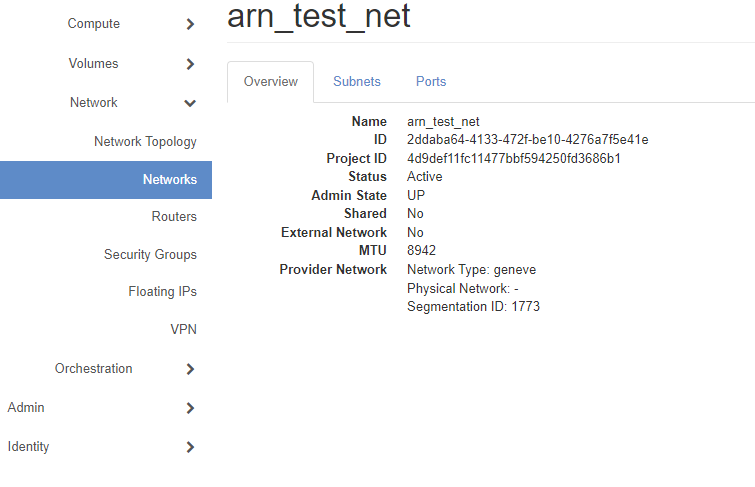 Compute
Volumes
Network
Network Topology
Networks
Routers
Security Groups
Floating IPs
VPN
Orchestration
Admin
Identity
arn_test_net
Overview Subnets Ports
Name arn_test_net
ID 2ddaba64-4133-472f-be10-4276a7f5e41e
Project ID 4d9def11fc11477bbf594250fd3686b1
Status Active
Admin State UP
Shared No
External Network No
MTU 8942
Provider Network Network Type: geneve
Physical Network: -
Segmentation ID: 1773